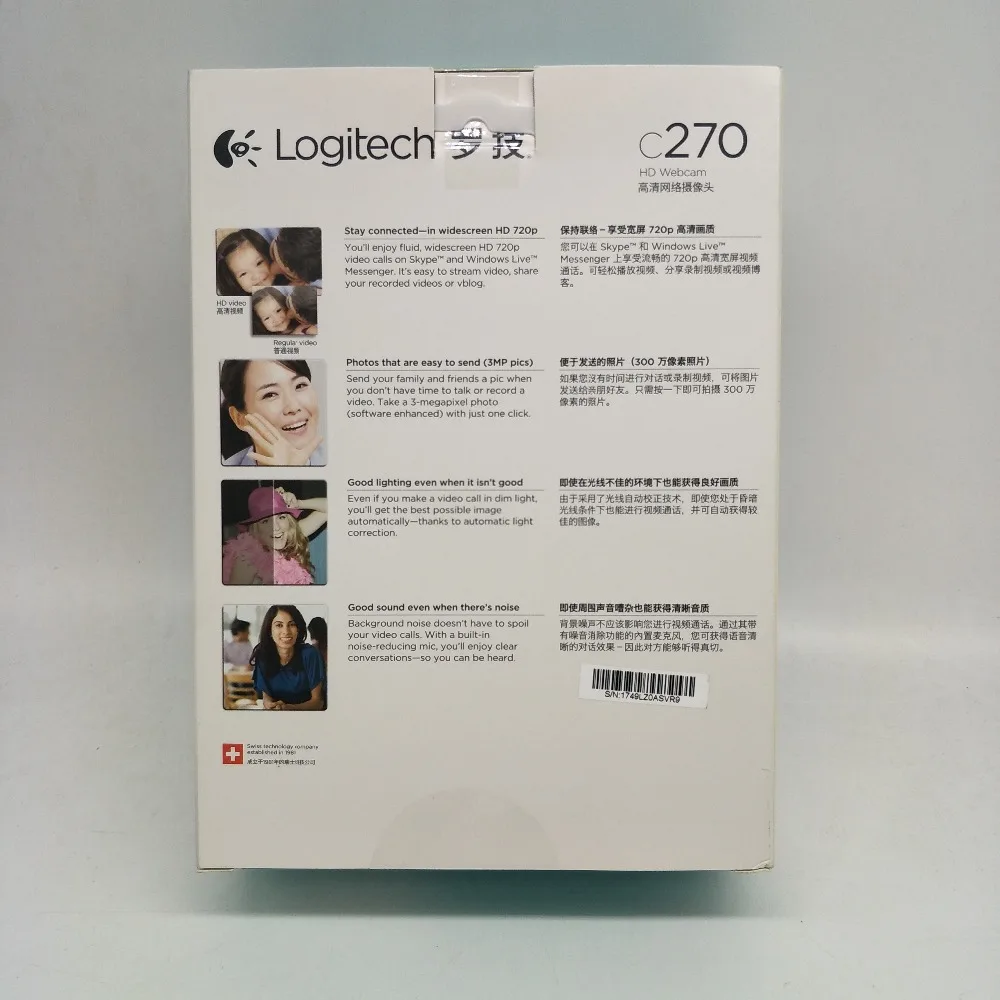 Logitech 罗技
C270
HD Webcam
高清网络摄像头
Stay connected—in widescreen HD 720p
You'll enjoy fluid, widescreen HD 720p
video calls on Skype™ and Windows Live™
Messenger. It's easy to stream video, share
your recorded videos or vblog.
保持联络–享受宽屏 720p 高清画质
您可以在 Skype™ 和 Windows Live™
Messenger 上享受流畅的 720p 高清宽屏视频
通话。可轻松播放视频、分享录制视频或视频博
客。
HD video
高清视频
Regular video
普通视频
Photos that are easy to send (3MP pics)
Send your family and friends a pic when
you don't have time to talk or record a
video. Take a 3-megapixel photo
(software enhanced) with just one click.
便于发送的照片（300 万像素照片）
如果您没有时间进行对话或录制视频，可将图片
发送给亲朋好友。只需按一下即可拍摄 300 万
像素的照片。
Good lighting even when it isn't good
Even if you make a video call in dim light,
you'll get the best possible image
automatically—thanks to automatic light
correction.
即使在光线不佳的环境下也能获得良好画质
由于采用了光线自动校正技术，即使您处于昏暗
光线条件下也能进行视频通话，并可自动获得较
佳的图像。
Good sound even when there's noise
Background noise doesn't have to spoil
your video calls. With a built-in
noise-reducing mic, you'll enjoy clear
conversations—so you can be heard.
即使周围声音嘈杂也能获得清晰音质
背景噪声不应该影响您进行视频通话。通过其带
有噪音消除功能的内置麦克风，您可获得语音清
晰的对话效果–因此对方能够听得真切。
S/N:1749LZ0ASVR9
Swiss technology company
established in 1981
成立于1981年的瑞士科技公司